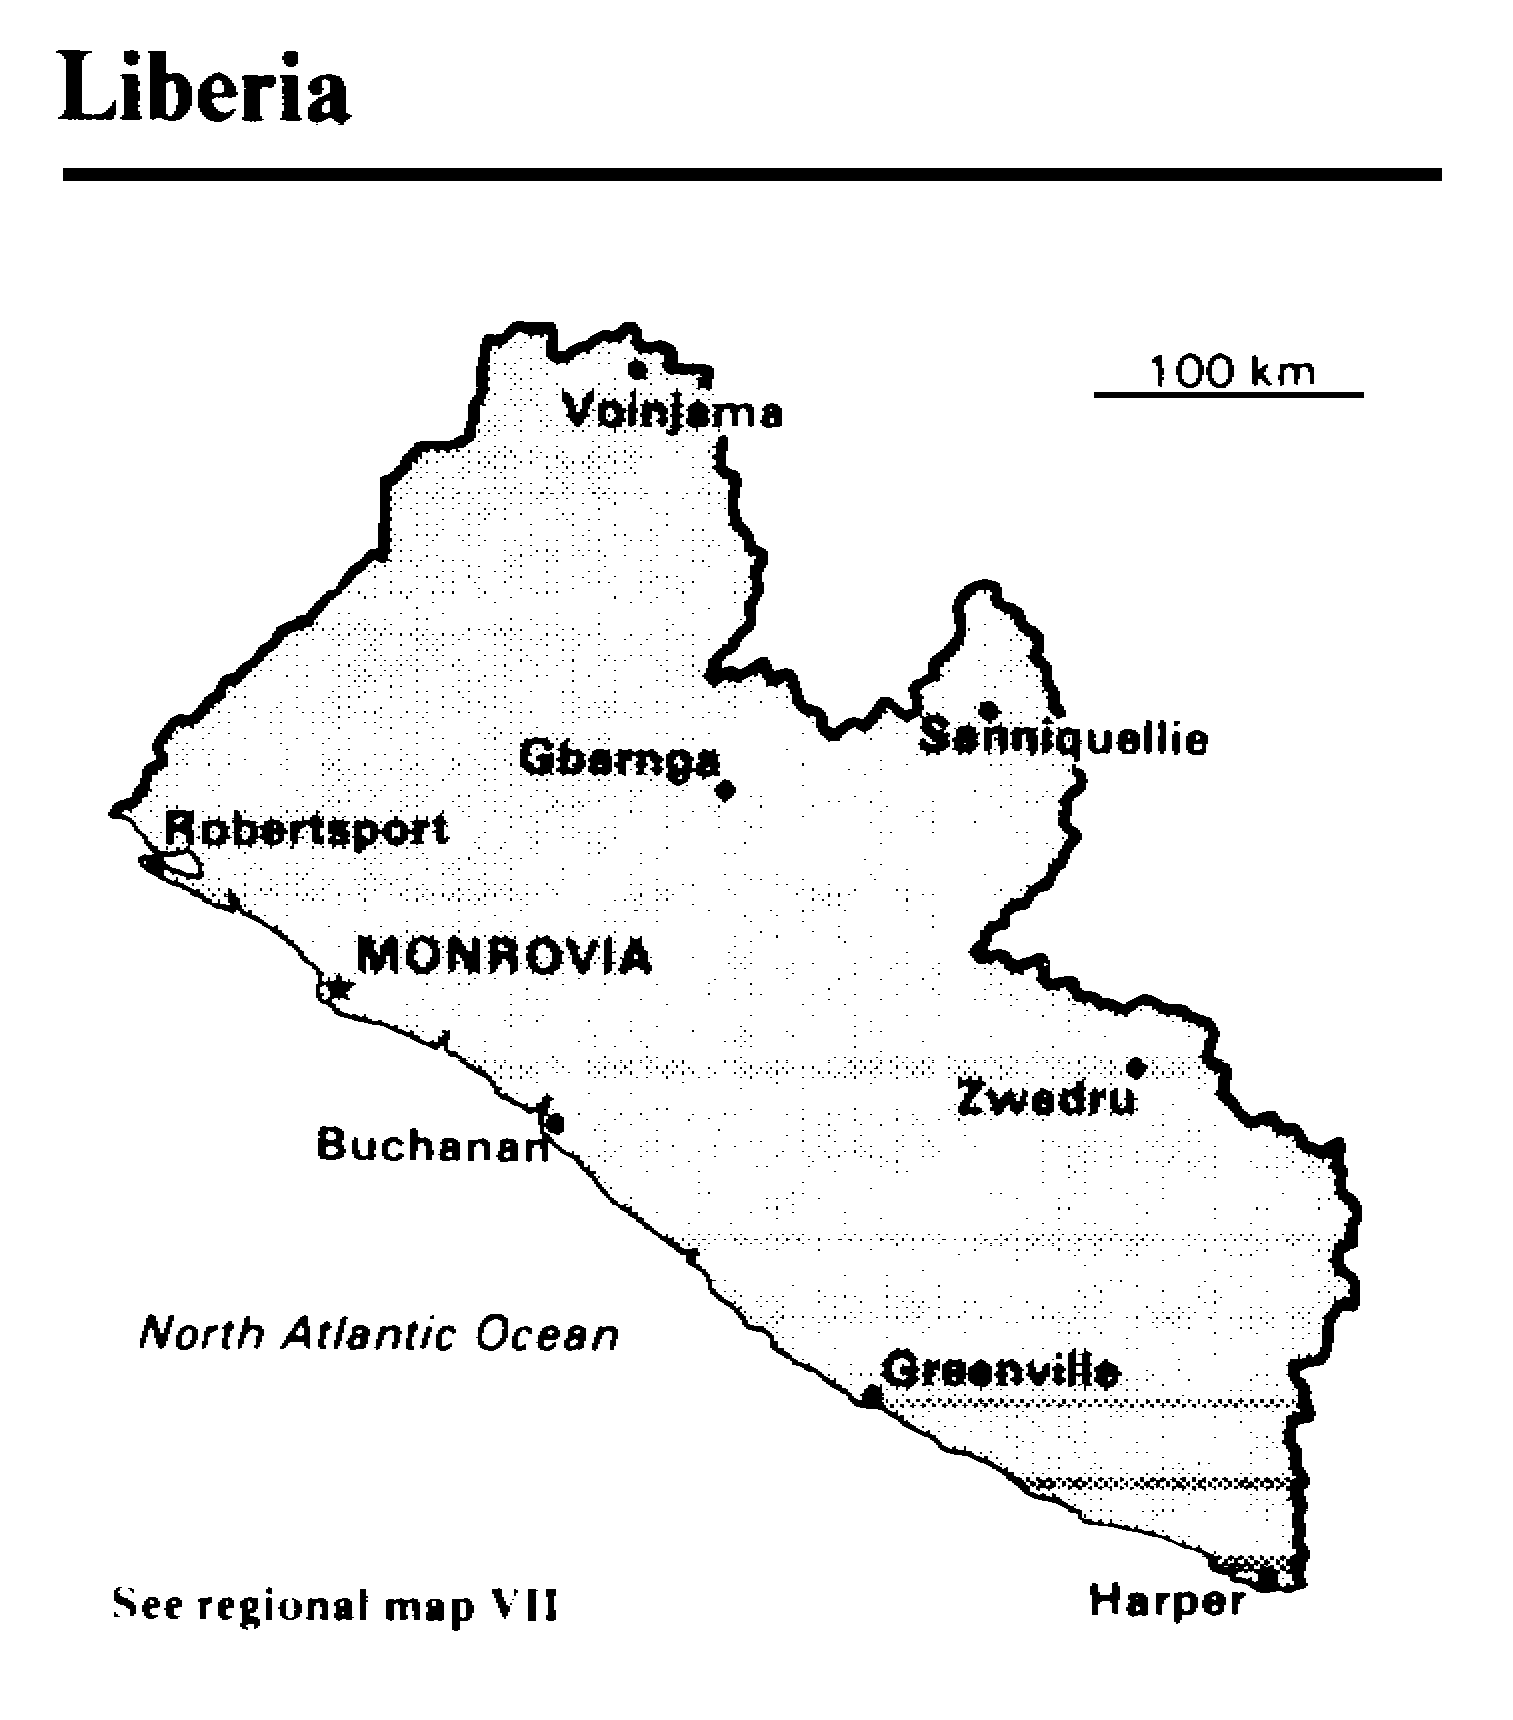 Liberia
100 km
Voinjama
Sanniquellie
Gbarnga
Robertsport
MONROVIA
Zwedru
Buchanan
North Atlantic Ocean
Greenville
Harper
See regional map VII